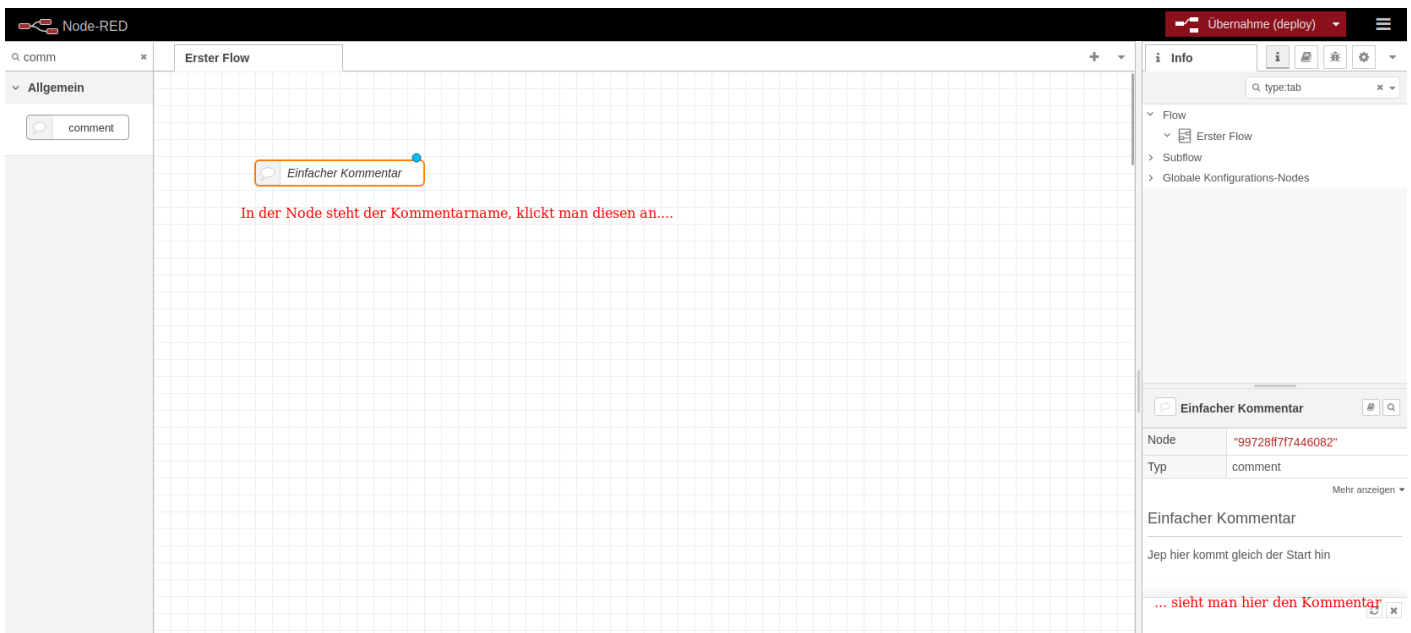 Node-RED
Übernahme (deploy)
comm
Erster Flow
i Info
i
type:tab
Allgemein
comment
Flow
Erster Flow
Subflow
Globale Konfigurations-Nodes
Einfacher Kommentar
In der Node steht der Kommentarname, klickt man diesen an....
Einfacher Kommentar
Node "99728ff7f7446082"
Typ comment
Mehr anzeigen
Einfacher Kommentar
Jep hier kommt gleich der Start hin
... sieht man hier den Kommentar